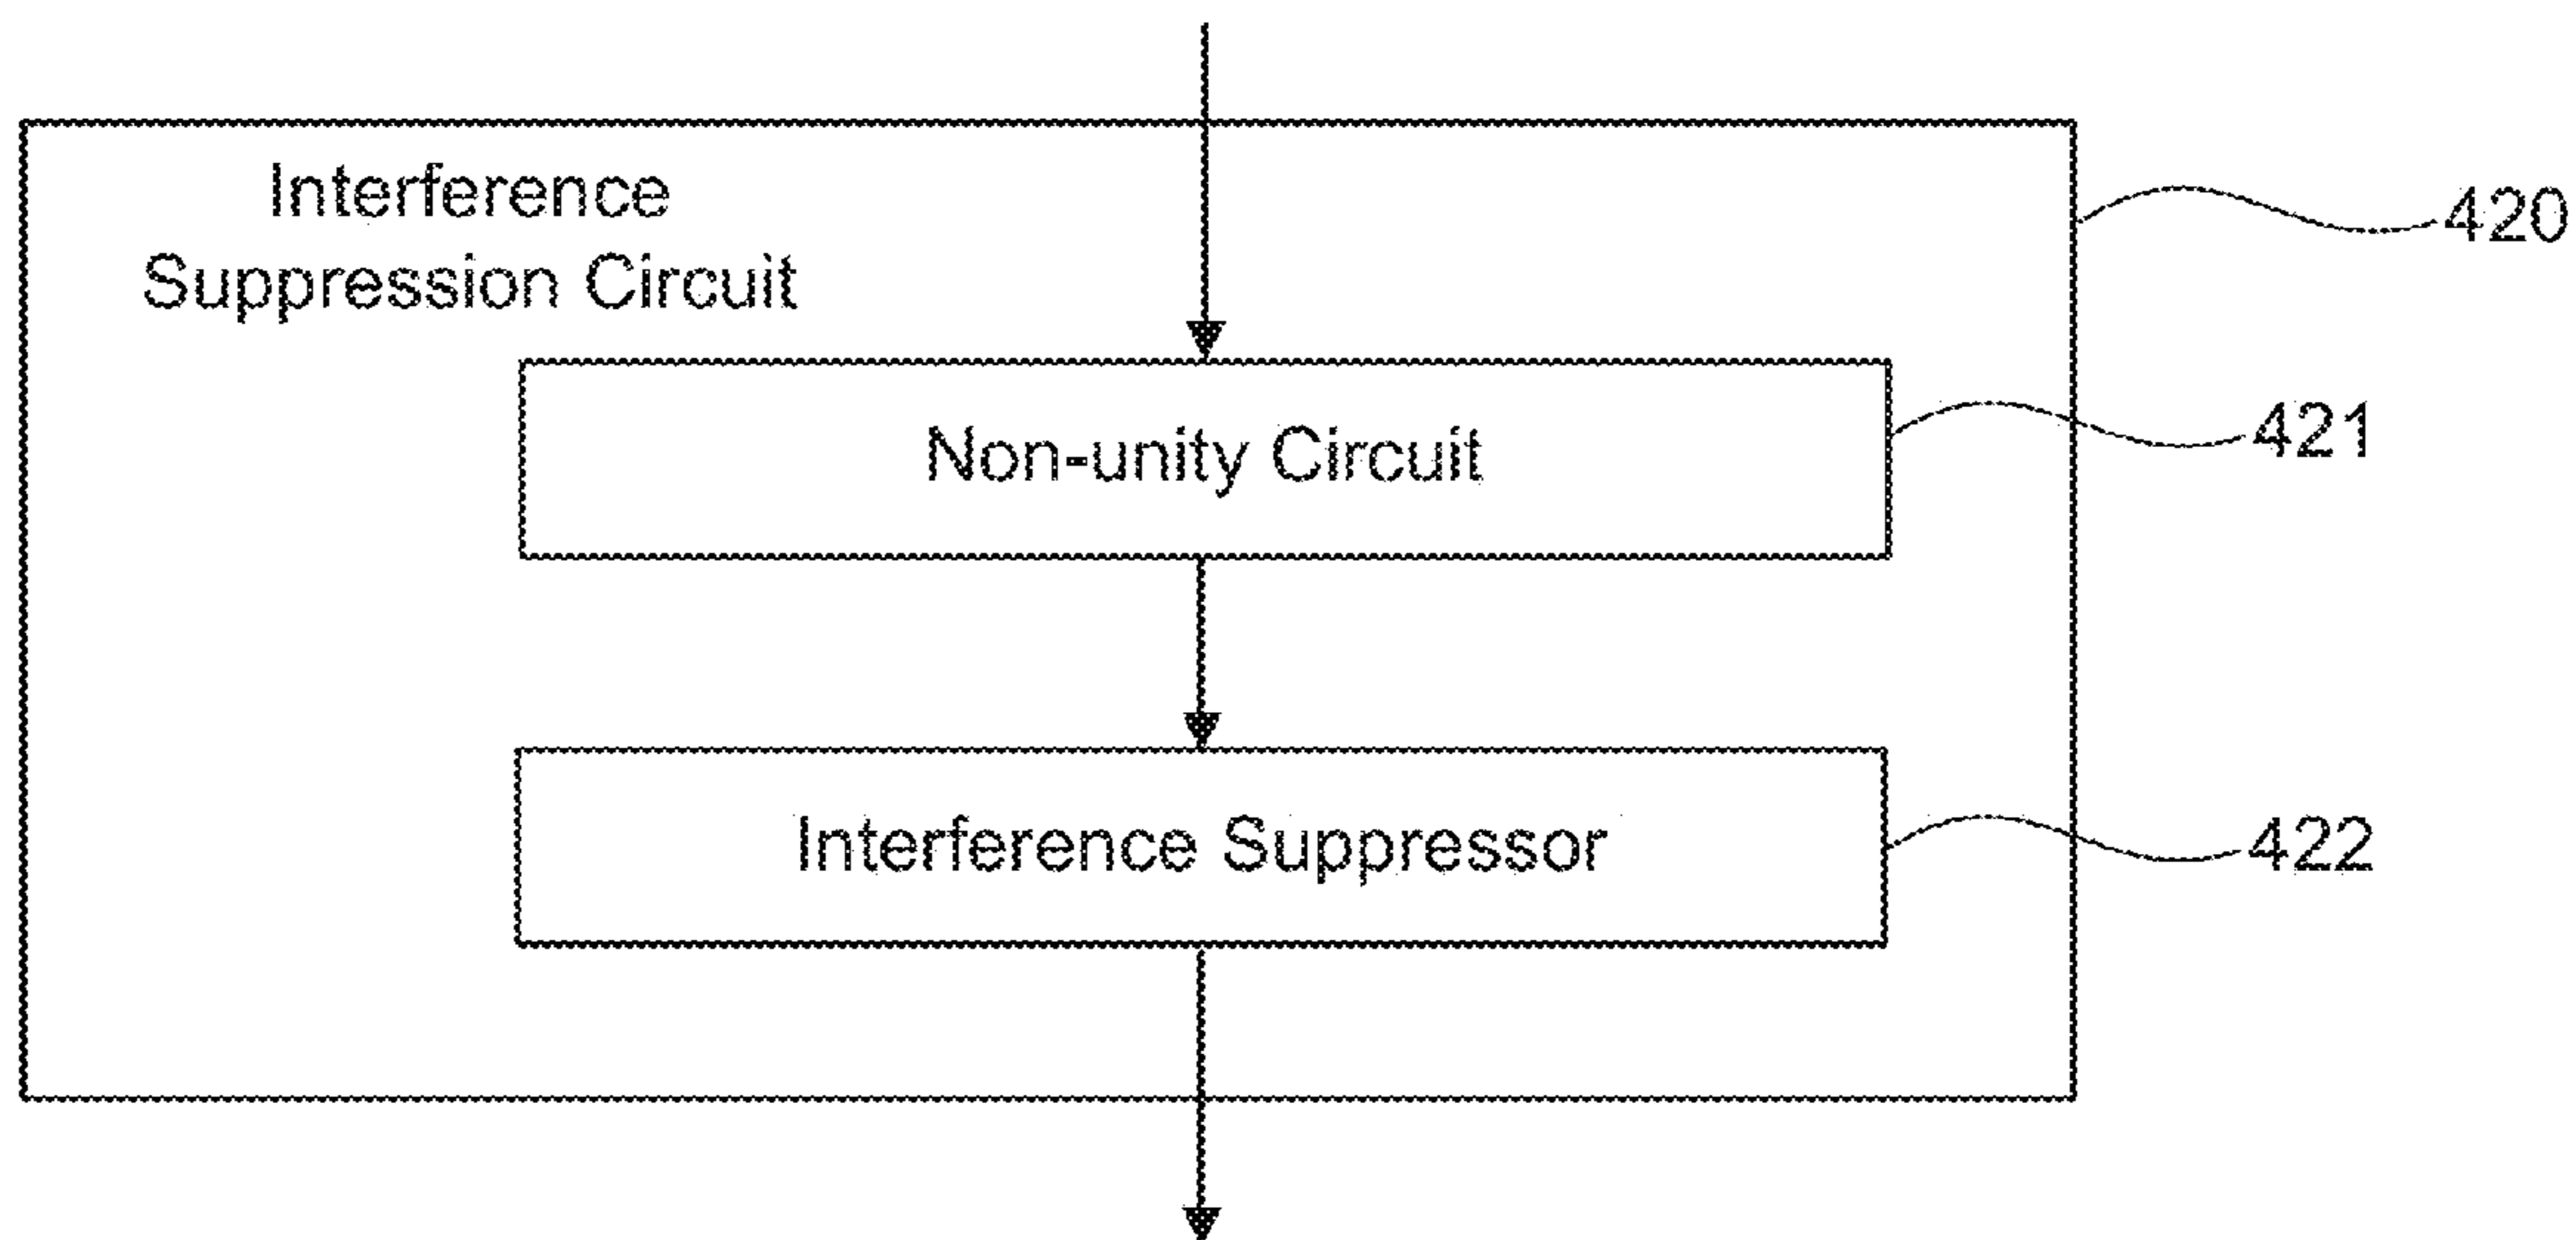 Interference
Suppression Circuit
420
Non-unity Circuit
421
Interference Suppressor
422